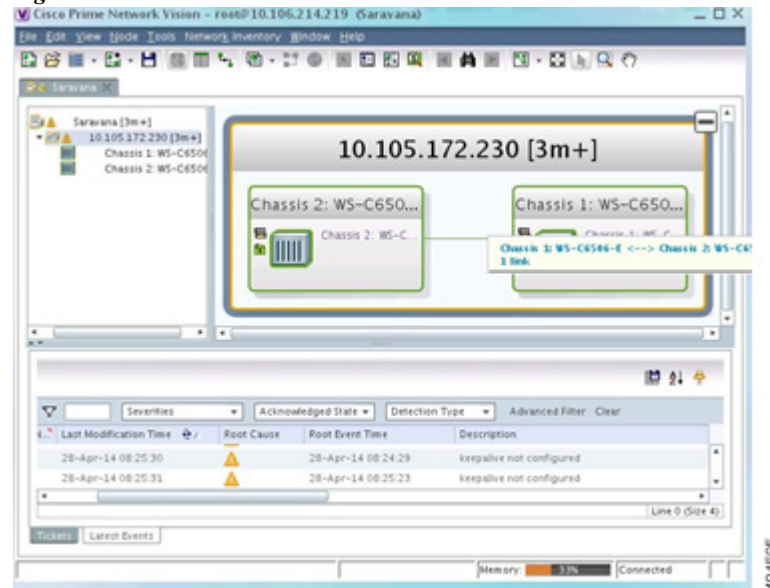 Cisco Prime Network Vision – root@10.106.214.219 (Saravana)
File Edit View Node Tools Network Inventory Window Help
Saravana
Saravana [3m+]
10.105.172.230 [3m+]
Chassis 1: WS-C6506
Chassis 2: WS-C6506
10.105.172.230 [3m+]
Chassis 2: WS-C650...
Chassis 1: WS-C650...
Chassis 2: WS-C...
Chassis 1: WS-C6506-E <--> Chassis 2: WS-C65
1 link
Severities Acknowledged State Detection Type Advanced Filter Clear
Last Modification Time Root Cause Root Event Time Description
28-Apr-14 08:25:30 28-Apr-14 08:24:29 keepalive not configured
28-Apr-14 08:25:31 28-Apr-14 08:25:23 keepalive not configured
Line 0 (Size 4)
Tickets Latest Events
Memory: 33% Connected